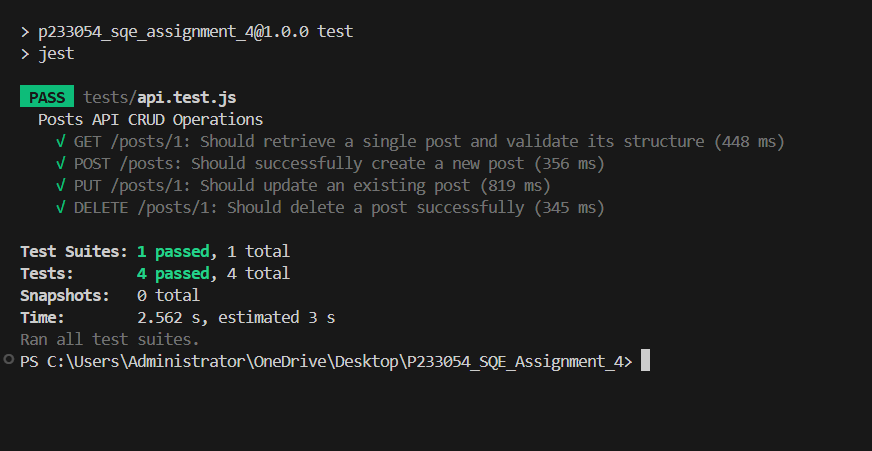 > p233054_sqe_assignment_4@1.0.0 test
> jest
PASS tests/api.test.js
Posts API CRUD Operations
√ GET /posts/1: Should retrieve a single post and validate its structure (448 ms)
√ POST /posts: Should successfully create a new post (356 ms)
√ PUT /posts/1: Should update an existing post (819 ms)
√ DELETE /posts/1: Should delete a post successfully (345 ms)
Test Suites: 1 passed, 1 total
Tests: 4 passed, 4 total
Snapshots: 0 total
Time: 2.562 s, estimated 3 s
Ran all test suites.
PS C:\Users\Administrator\OneDrive\Desktop\P233054_SQE_Assignment_4>